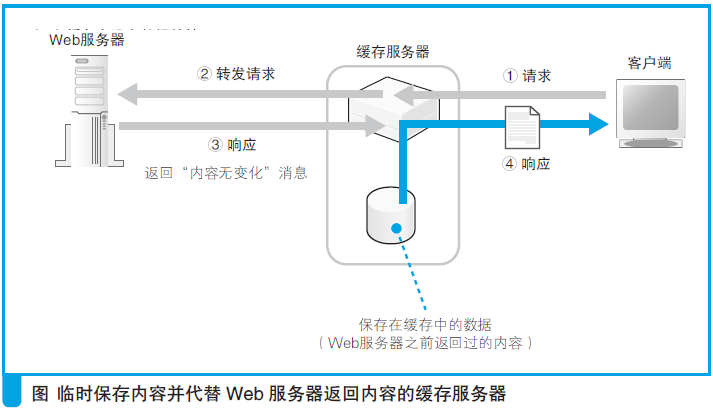 Web服务器
缓存服务器
客户端
② 转发请求
① 请求
③ 响应
返回“内容无变化”消息
④ 响应
保存在缓存中的数据
（Web服务器之前返回过的内容）
图 临时保存内容并代替 Web 服务器返回内容的缓存服务器